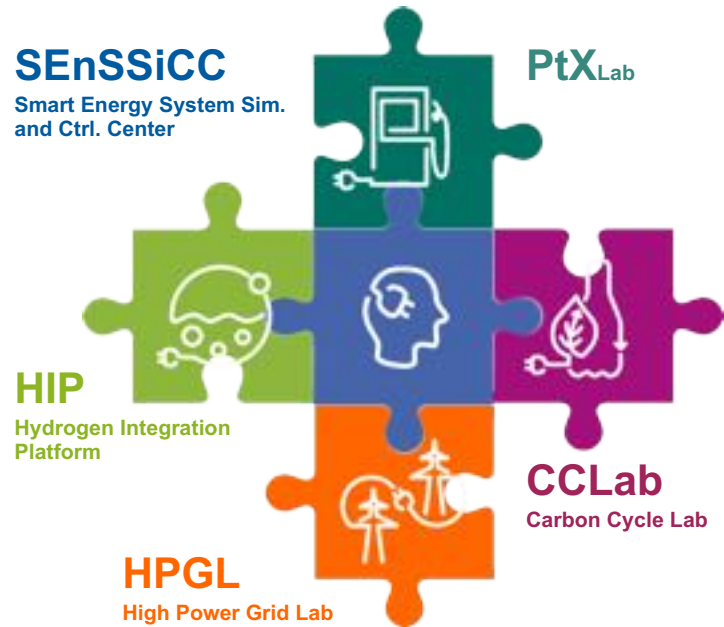 SEnSSiCC
Smart Energy System Sim.
and Ctrl. Center
PtXLab
HIP
Hydrogen Integration
Platform
CCLab
Carbon Cycle Lab
HPGL
High Power Grid Lab